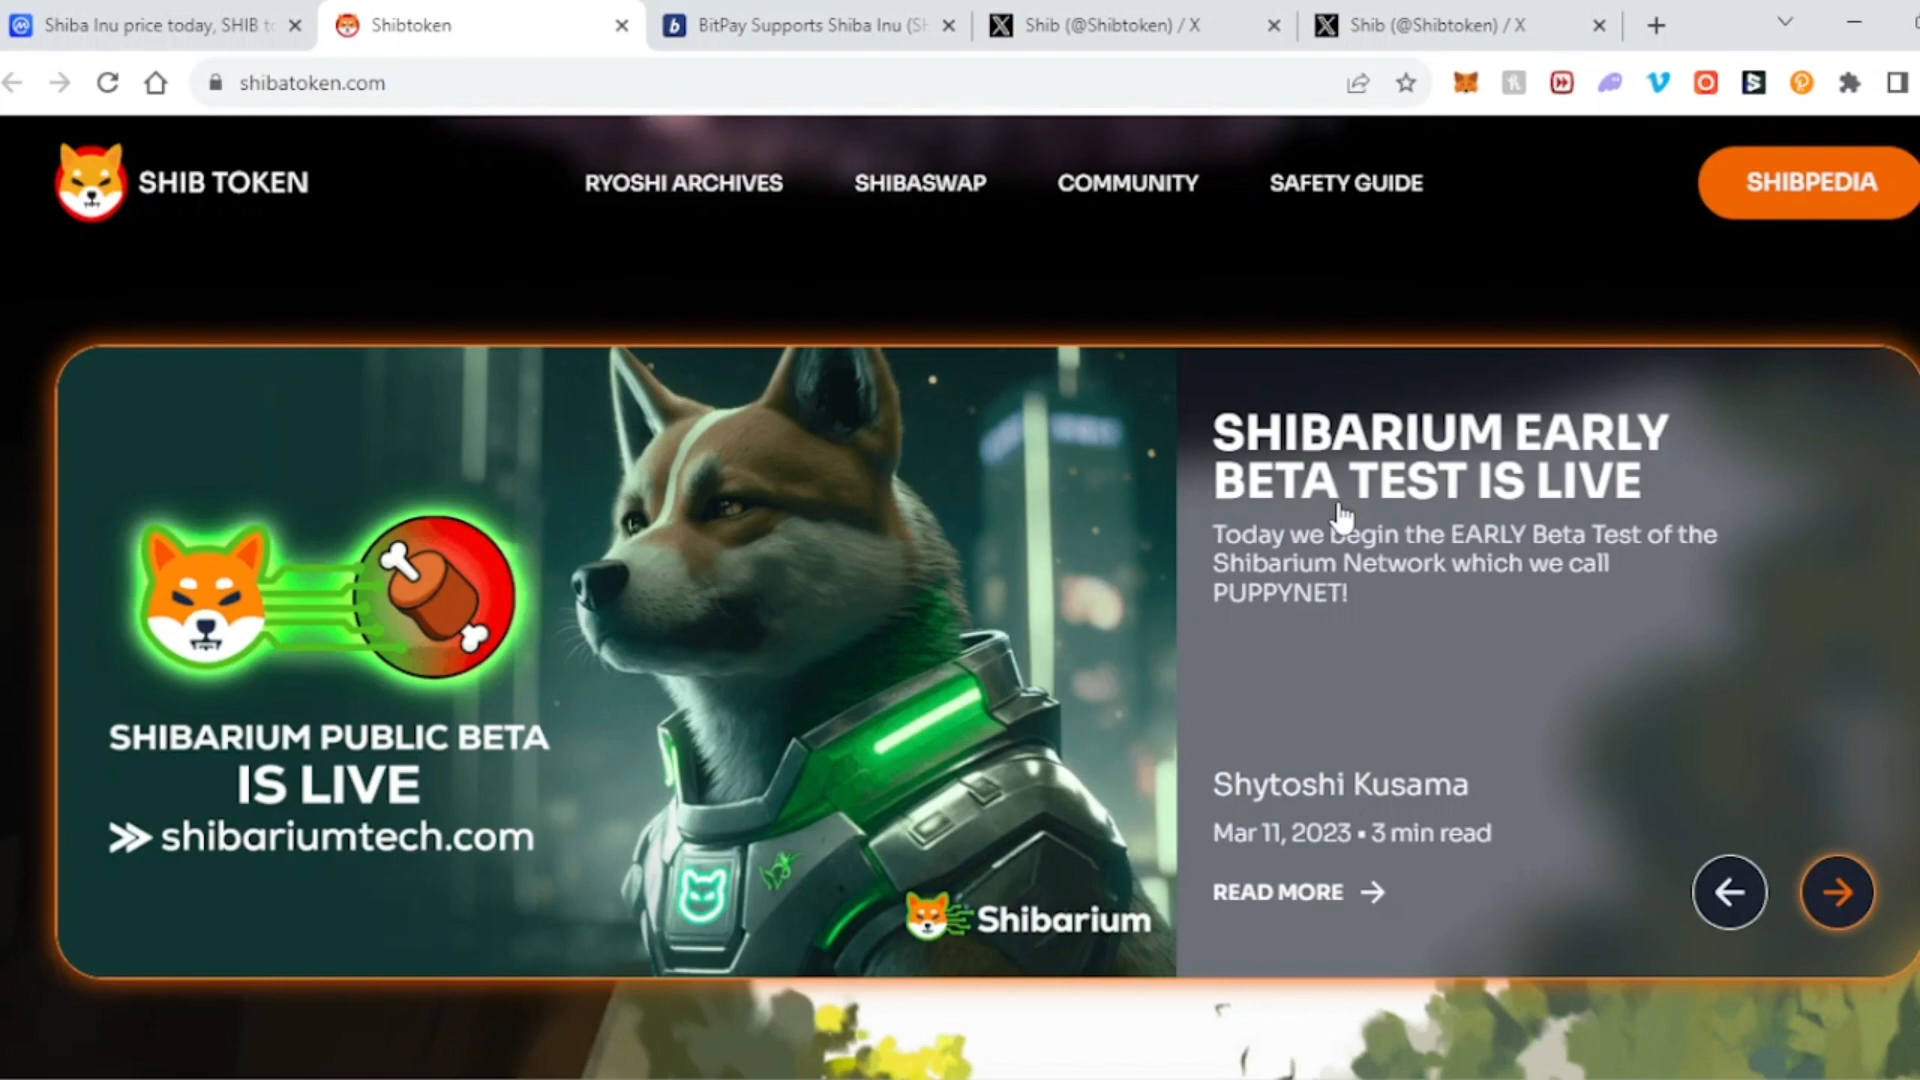 Shiba Inu price today, SHIB to
Shibtoken
BitPay Supports Shiba Inu (SH
Shib (@Shibtoken) / X
Shib (@Shibtoken) / X
shibatoken.com
SHIB TOKEN
RYOSHI ARCHIVES
SHIBASWAP
COMMUNITY
SAFETY GUIDE
SHIBPEDIA
SHIBARIUM PUBLIC BETA
IS LIVE
shibariumtech.com
Shibarium
SHIBARIUM EARLY
BETA TEST IS LIVE
Today we begin the EARLY Beta Test of the
Shibarium Network which we call
PUPPYNET!
Shytoshi Kusama
Mar 11, 2023 • 3 min read
READ MORE